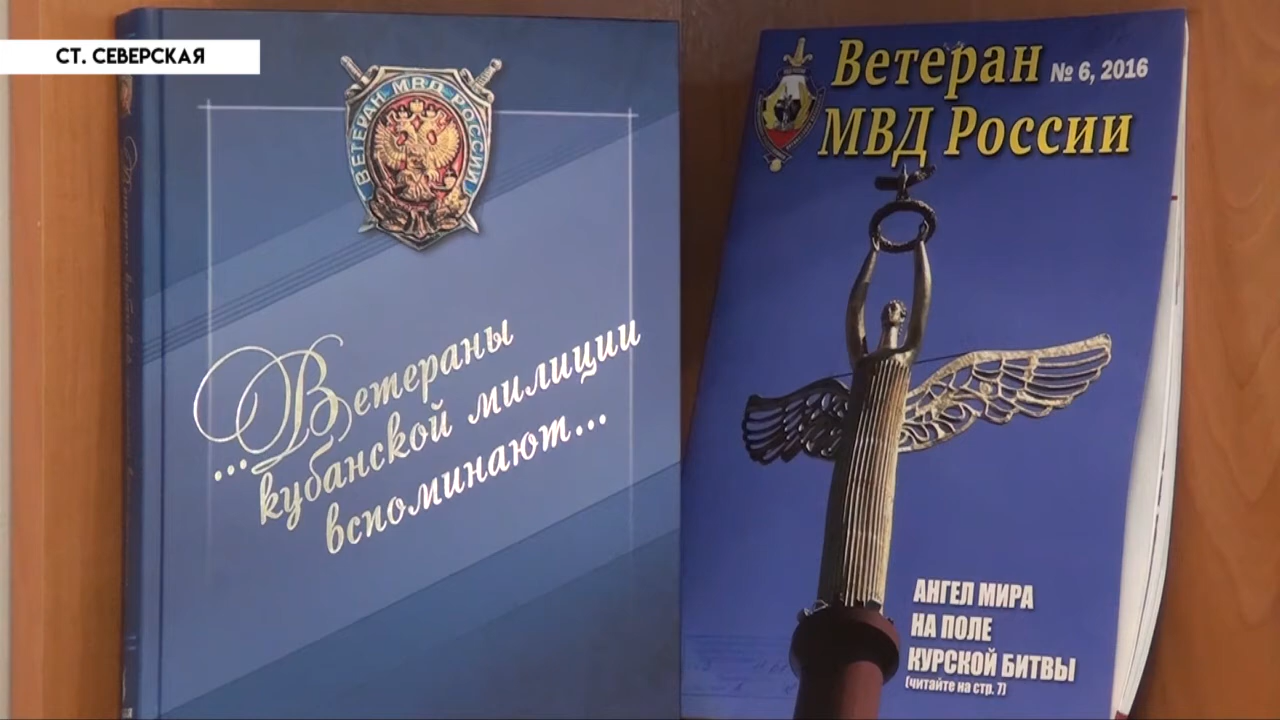 СТ. СЕВЕРСКАЯ
ВЕТЕРАН МВД РОССИИ
...Ветераны
кубанской милиции
вспоминают...
Ветеран № 6, 2016
МВД России
АНГЕЛ МИРА
НА ПОЛЕ
КУРСКОЙ БИТВЫ
(читайте на стр. 7)